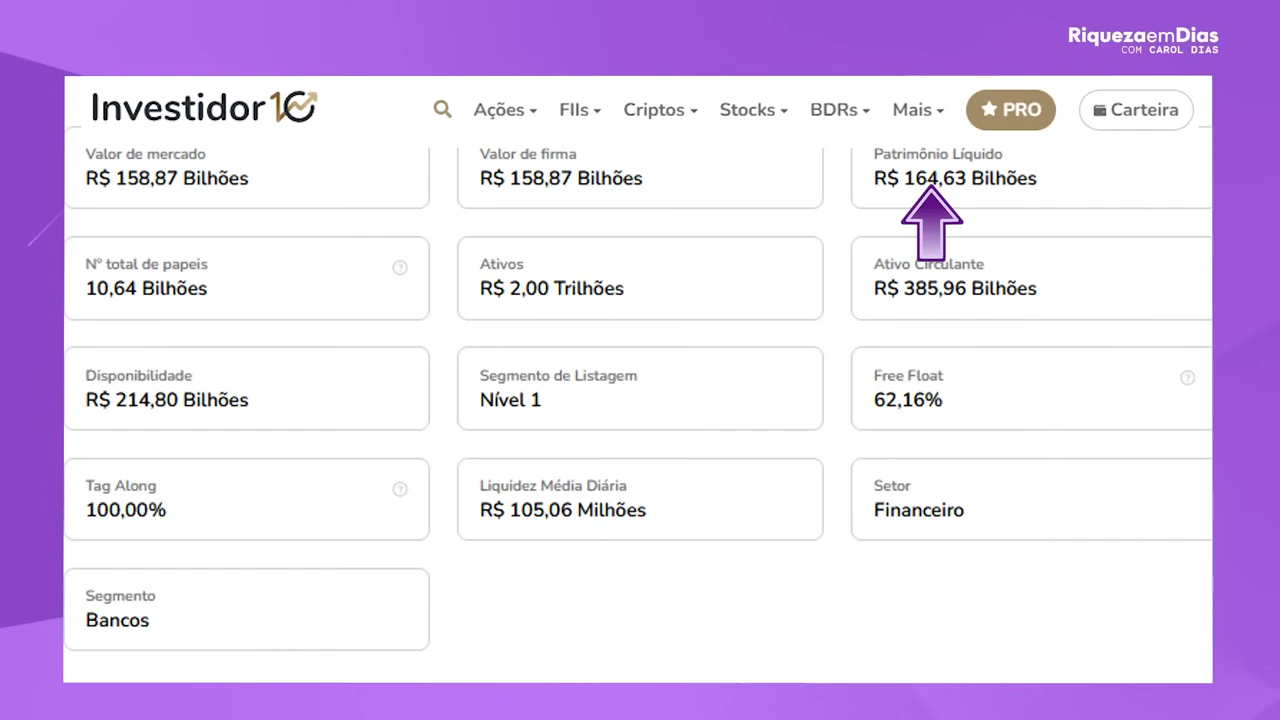 RiquezaemDias
COM CAROL DIAS
Investidor10
Ações
FIIs
Criptos
Stocks
BDRs
Mais
PRO
Carteira
Valor de mercado
R$ 158,87 Bilhões
Valor de firma
R$ 158,87 Bilhões
Patrimônio Líquido
R$ 164,63 Bilhões
Nº total de papeis
?
10,64 Bilhões
Ativos
R$ 2,00 Trilhões
Ativo Circulante
R$ 385,96 Bilhões
Disponibilidade
R$ 214,80 Bilhões
Segmento de Listagem
Nível 1
Free Float
?
62,16%
Tag Along
?
100,00%
Liquidez Média Diária
R$ 105,06 Milhões
Setor
Financeiro
Segmento
Bancos